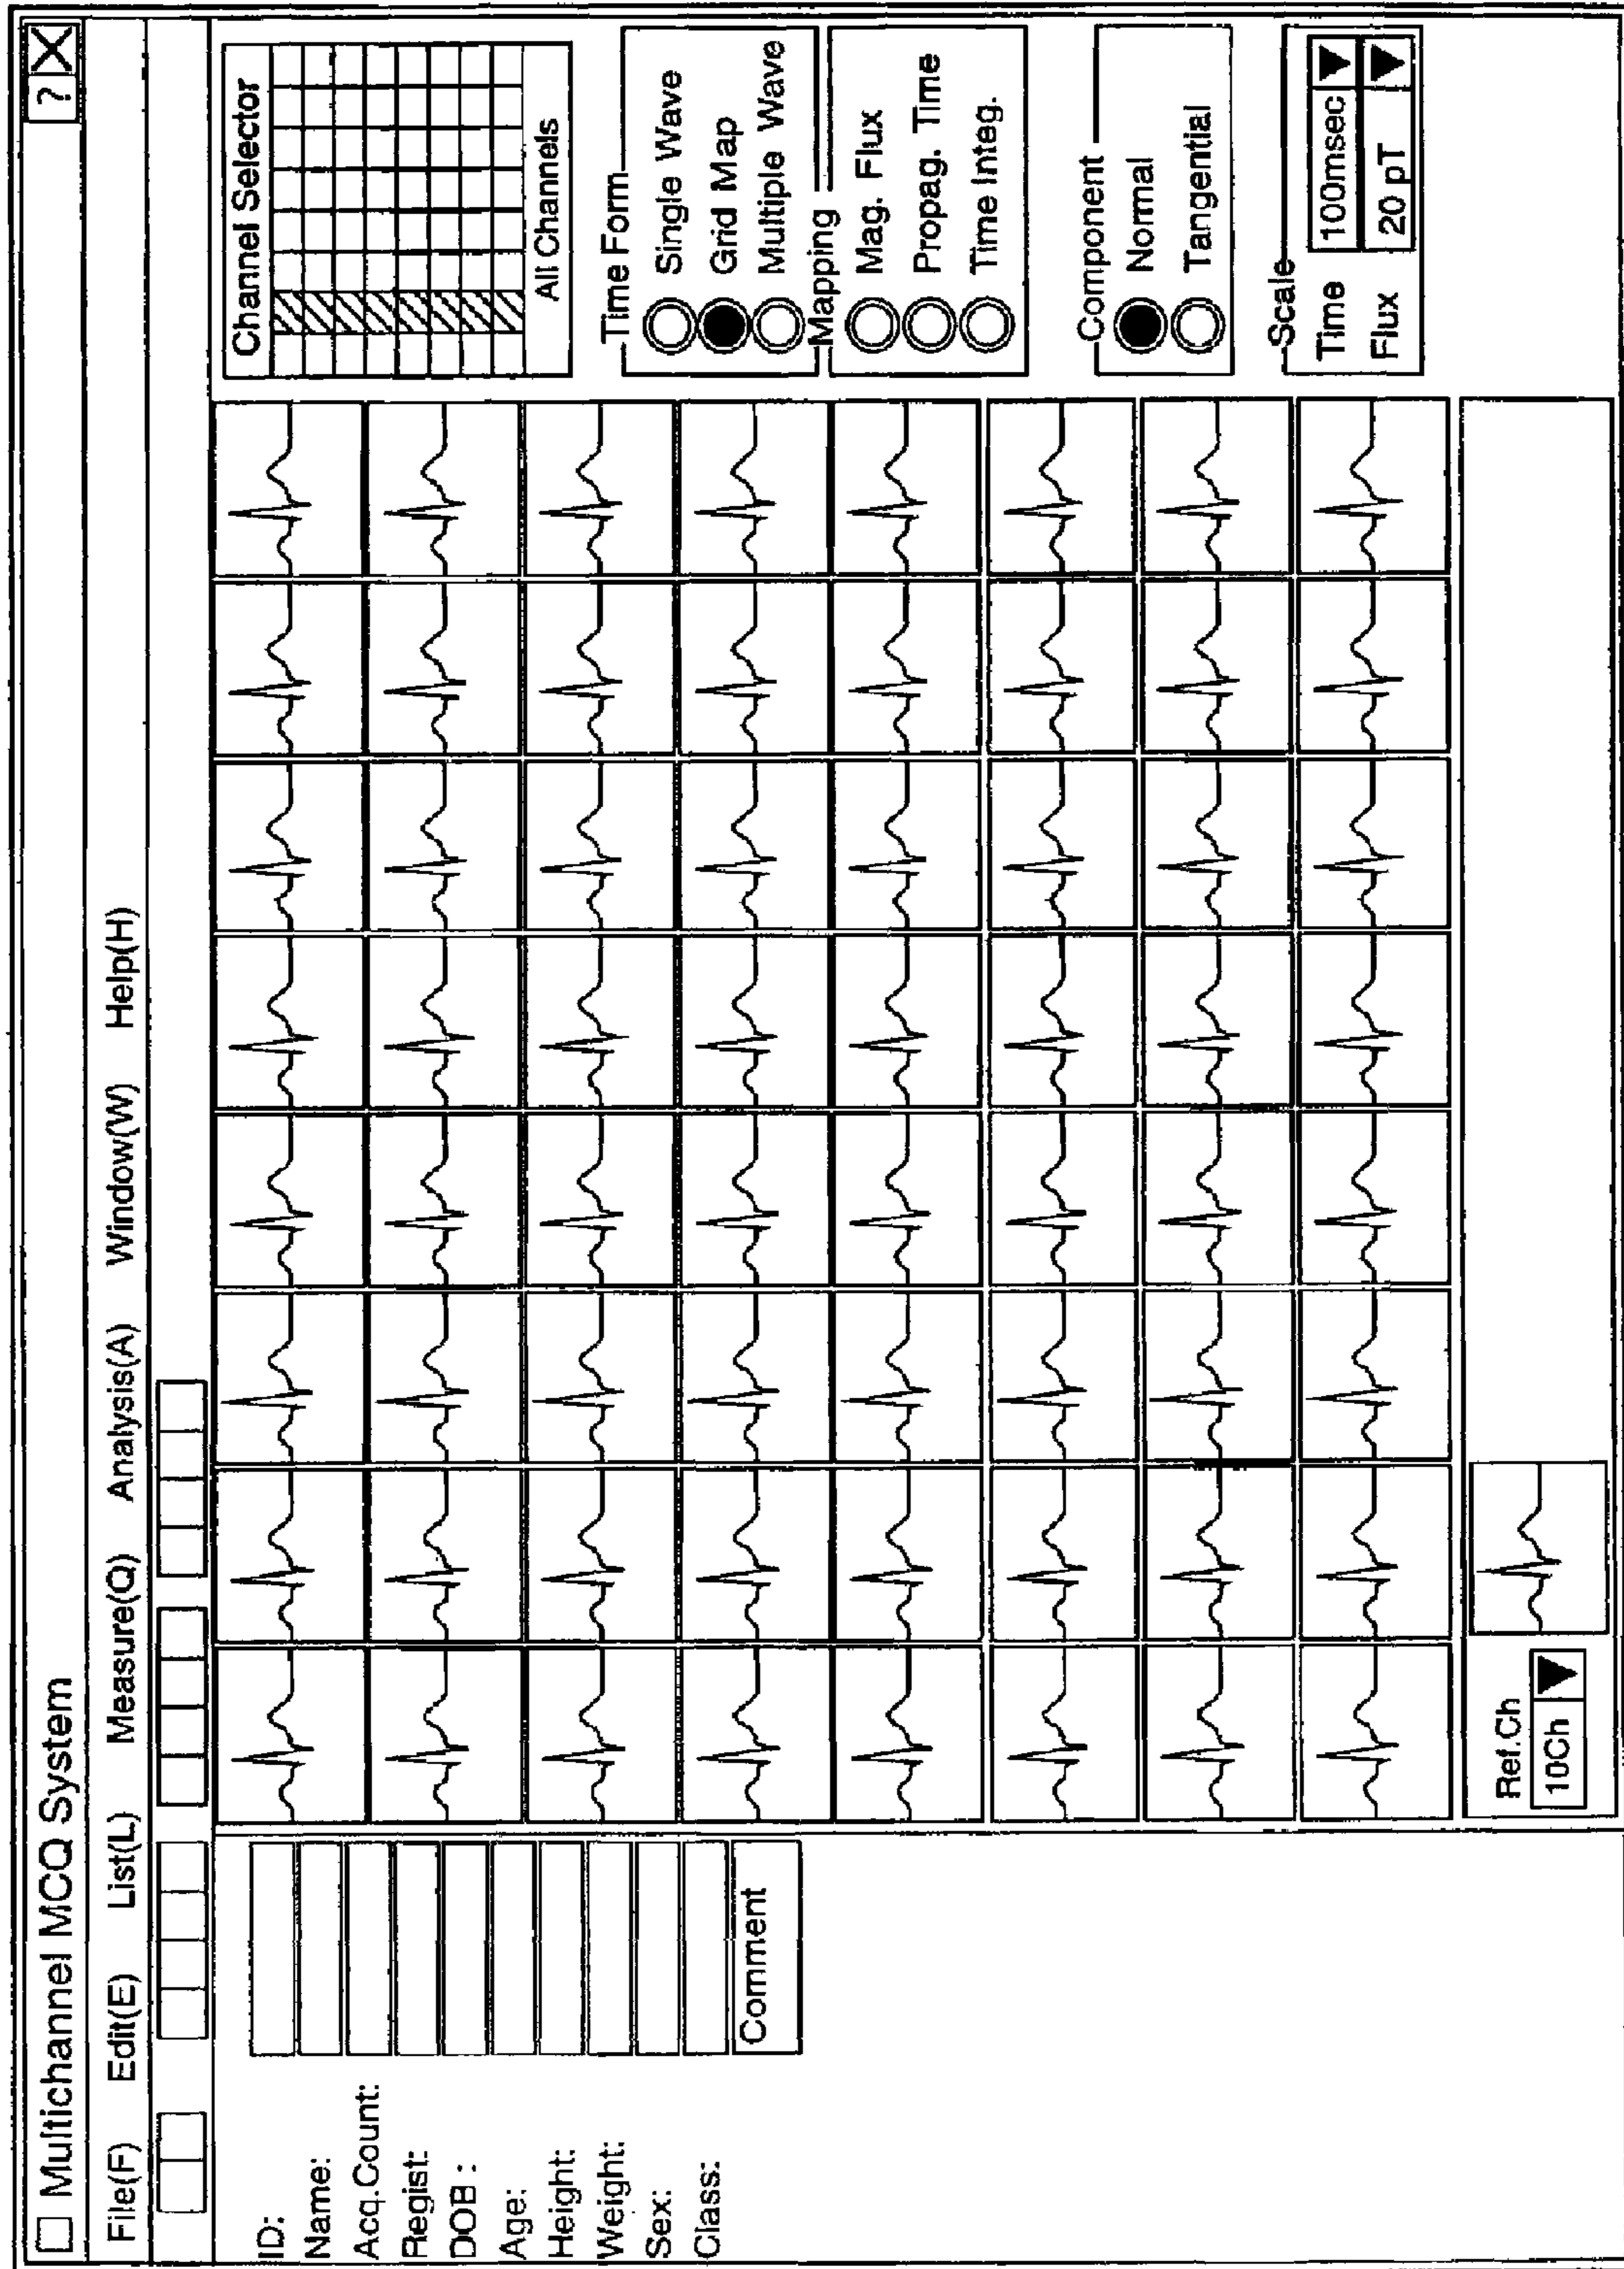 Multichannel MCQ System
? X
File(F) Edit(E) List(L) Measure(Q) Analysis(A) Window(W) Help(H)
ID:
Name:
Acq.Count:
Regist:
DOB :
Age:
Height:
Weight:
Sex:
Class:
Comment
Ref.Ch
10Ch
Channel Selector
All Channels
Time Form
Single Wave
Grid Map
Multiple Wave
Mapping
Mag. Flux
Propag. Time
Time Integ.
Component
Normal
Tangential
Scale
Time 100msec
Flux 20 pT